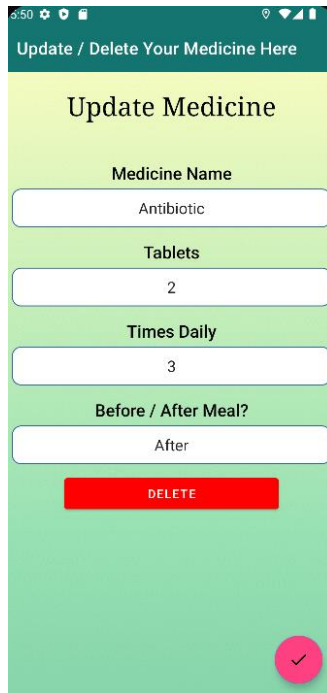 5:50
Update / Delete Your Medicine Here
Update Medicine
Medicine Name
Antibiotic
Tablets
2
Times Daily
3
Before / After Meal?
After
DELETE